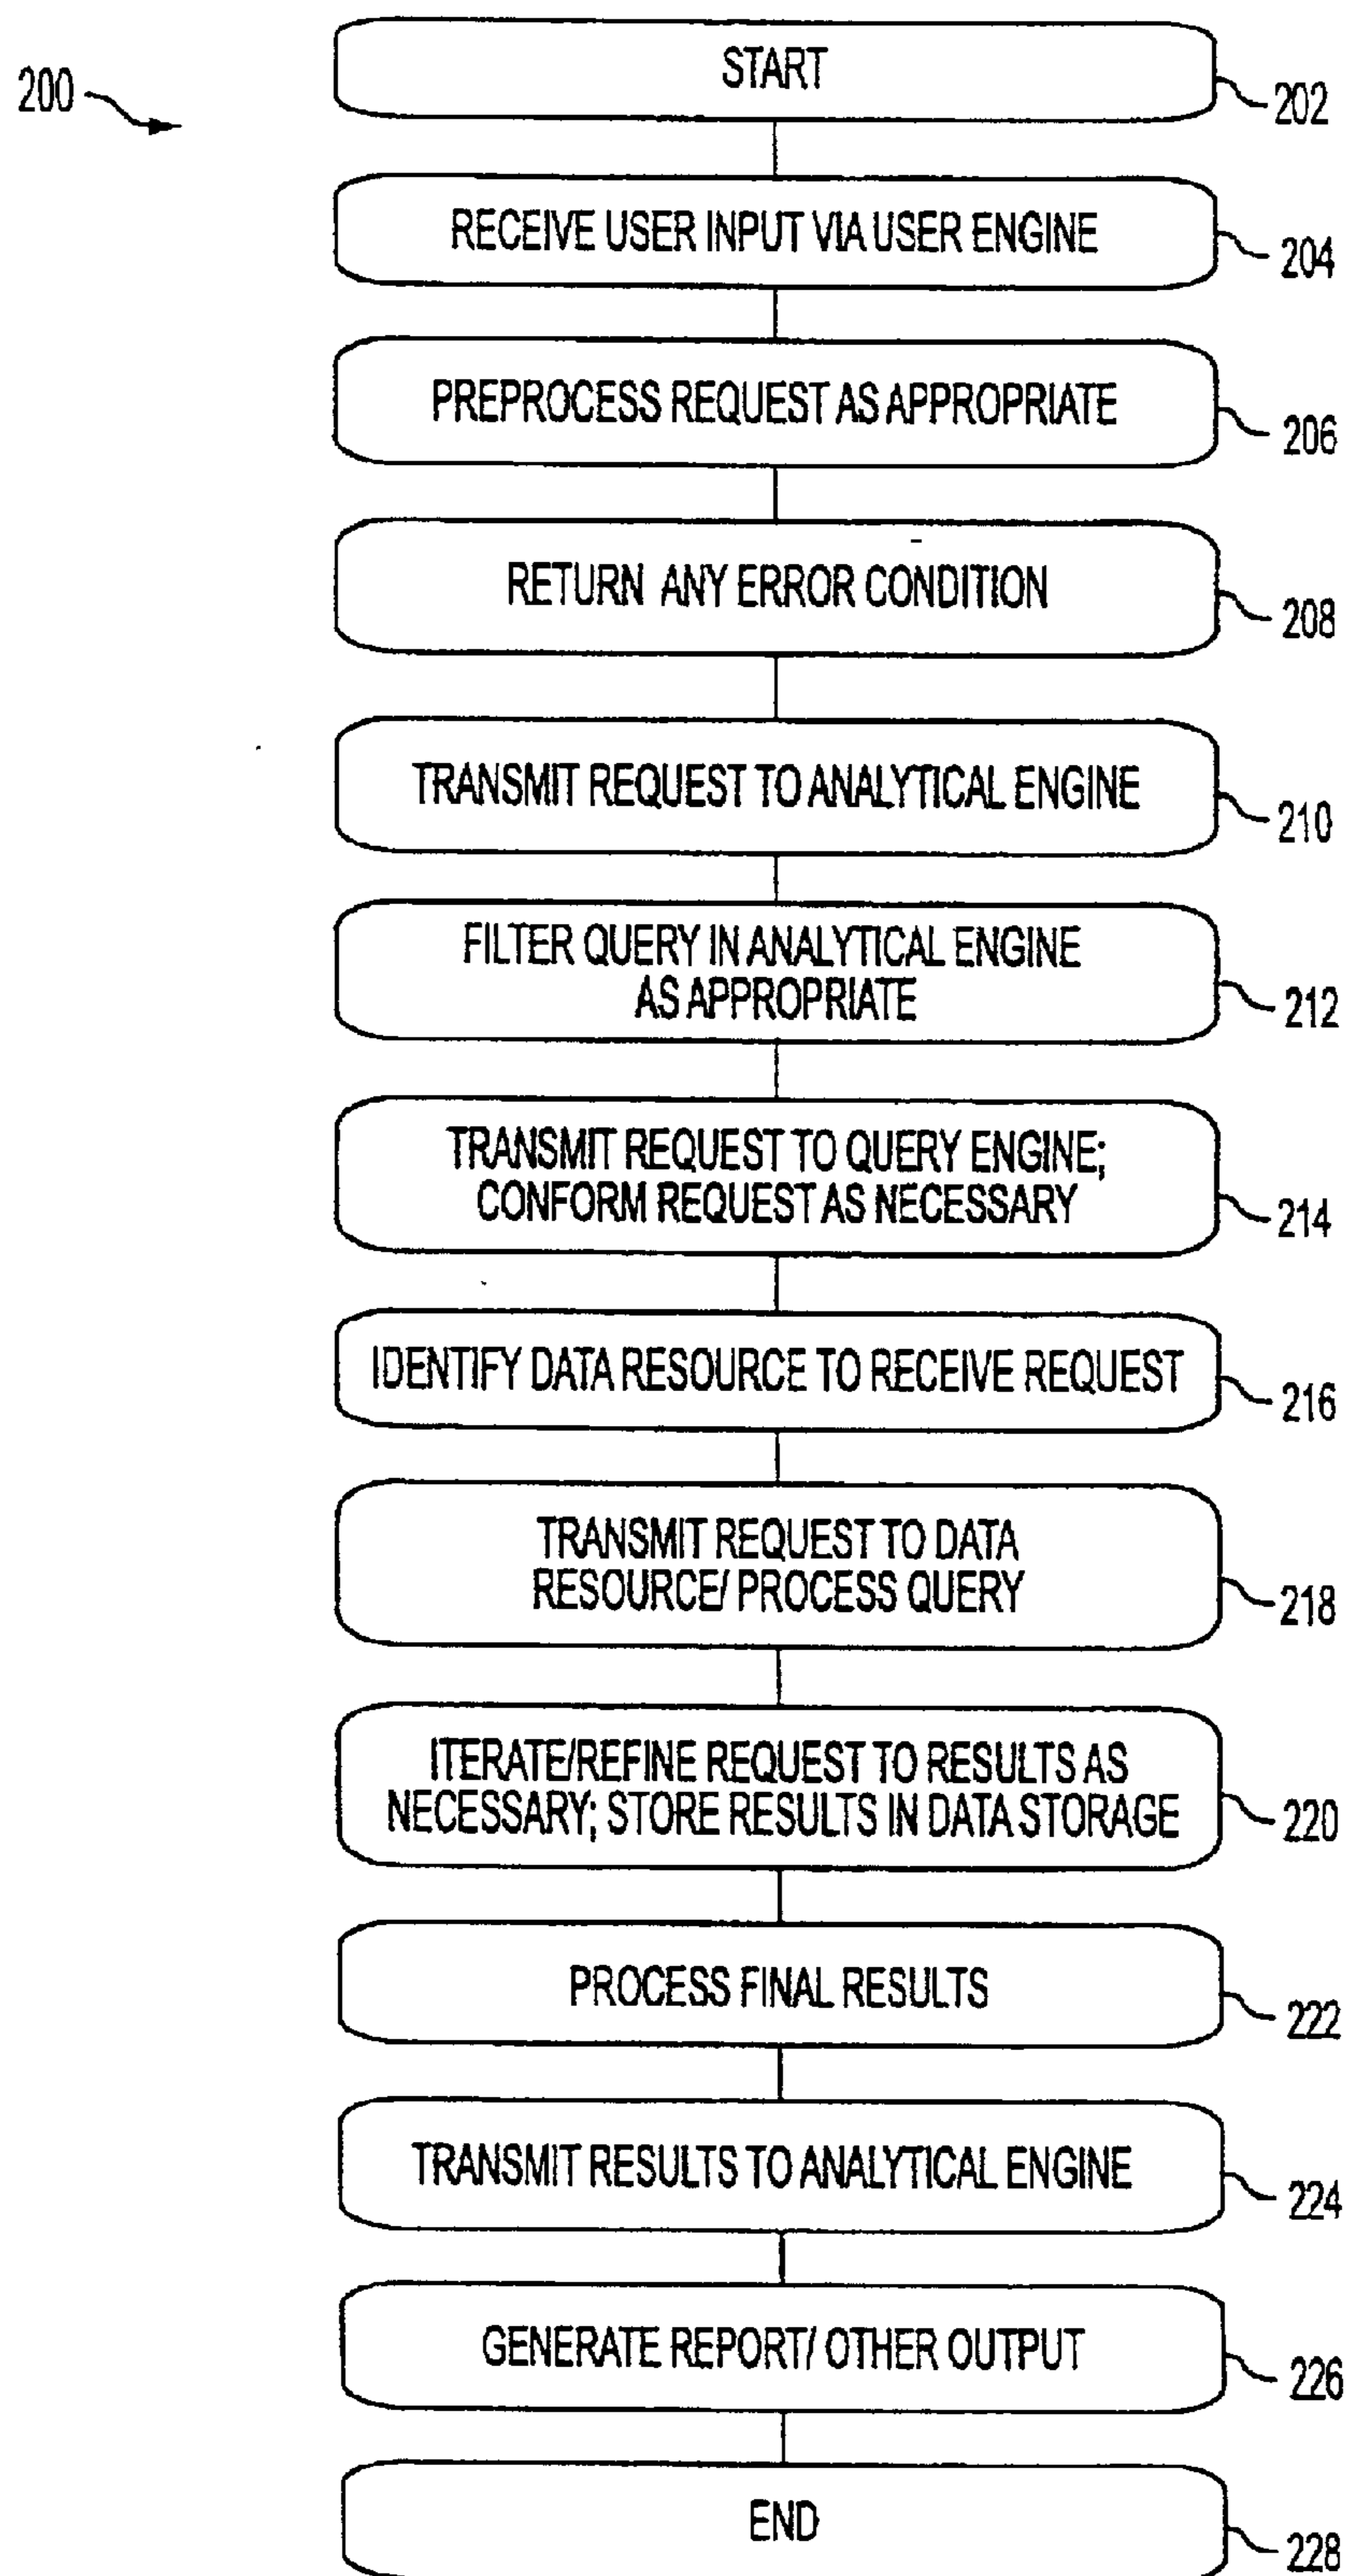 200
START
202
RECEIVE USER INPUT VIA USER ENGINE
204
PREPROCESS REQUEST AS APPROPRIATE
206
RETURN ANY ERROR CONDITION
208
TRANSMIT REQUEST TO ANALYTICAL ENGINE
210
FILTER QUERY IN ANALYTICAL ENGINE
AS APPROPRIATE
212
TRANSMIT REQUEST TO QUERY ENGINE;
CONFORM REQUEST AS NECESSARY
214
IDENTIFY DATA RESOURCE TO RECEIVE REQUEST
216
TRANSMIT REQUEST TO DATA
RESOURCE/ PROCESS QUERY
218
ITERATE/REFINE REQUEST TO RESULTS AS
NECESSARY; STORE RESULTS IN DATA STORAGE
220
PROCESS FINAL RESULTS
222
TRANSMIT RESULTS TO ANALYTICAL ENGINE
224
GENERATE REPORT/ OTHER OUTPUT
226
END
228